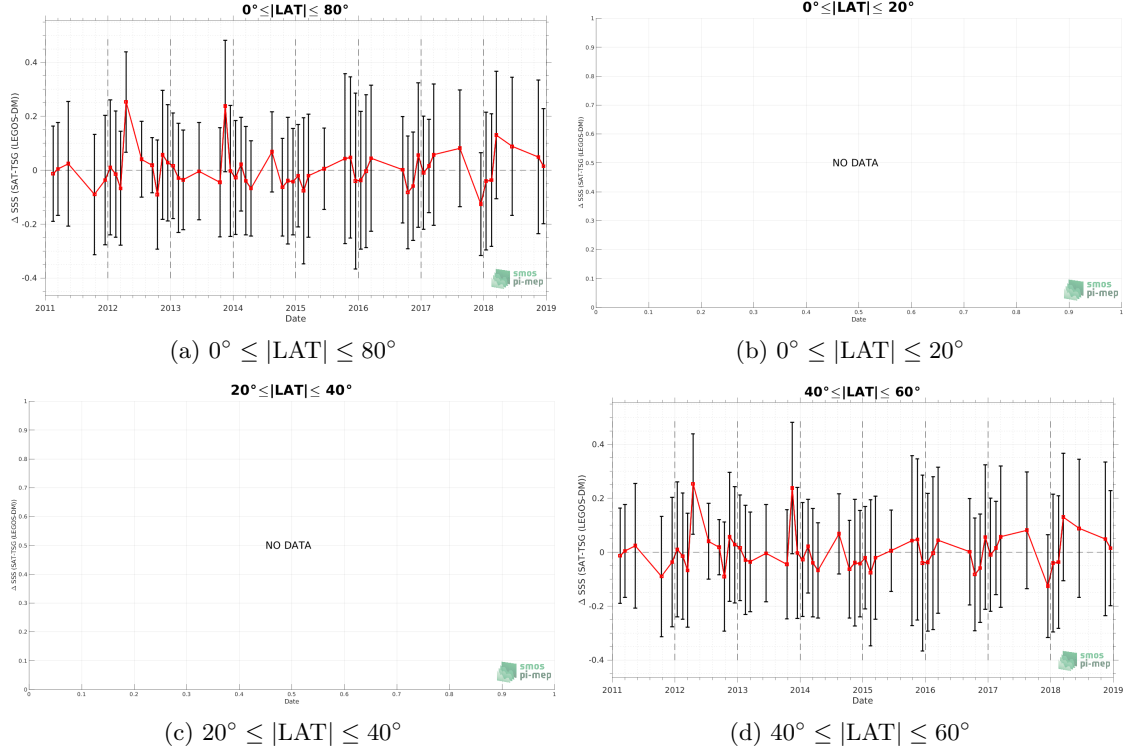 0°≤|LAT|≤ 80°
Δ SSS (SAT-TSG (LEGOS-DM))
0.4
0.2
0
-0.2
-0.4
2011 2012 2013 2014 2015 2016 2017 2018 2019
Date
smos
pi-mep
(a) 0° ≤ |LAT| ≤ 80°
0°≤|LAT|≤ 20°
Δ SSS (SAT-TSG (LEGOS-DM))
1
0.9
0.8
0.7
0.6
0.5
0.4
0.3
0.2
0.1
0
NO DATA
0 0.1 0.2 0.3 0.4 0.5 0.6 0.7 0.8 0.9 1
Date
smos
pi-mep
(b) 0° ≤ |LAT| ≤ 20°
20°≤|LAT|≤ 40°
Δ SSS (SAT-TSG (LEGOS-DM))
1
0.9
0.8
0.7
0.6
0.5
0.4
0.3
0.2
0.1
0
NO DATA
0 0.1 0.2 0.3 0.4 0.5 0.6 0.7 0.8 0.9 1
Date
smos
pi-mep
(c) 20° ≤ |LAT| ≤ 40°
40°≤|LAT|≤ 60°
Δ SSS (SAT-TSG (LEGOS-DM))
0.4
0.2
0
-0.2
-0.4
2011 2012 2013 2014 2015 2016 2017 2018 2019
Date
smos
pi-mep
(d) 40° ≤ |LAT| ≤ 60°